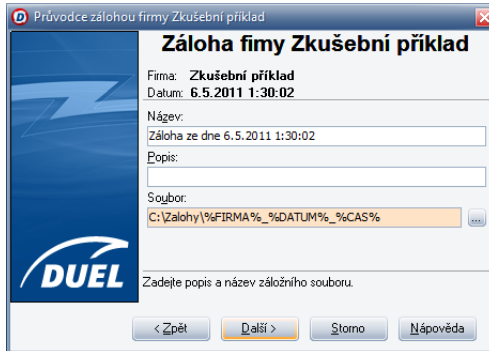 Průvodce zálohou firmy Zkušební příklad
Záloha fimy Zkušební příklad
Firma: Zkušební příklad
Datum: 6.5.2011 1:30:02
Název:
Záloha ze dne 6.5.2011 1:30:02
Popis:
Soubor:
C:\Zalohy\%FIRMA%_%DATUM%_%CAS%
...
DUEL
Zadejte popis a název záložního souboru.
< Zpět Další > Storno Nápověda